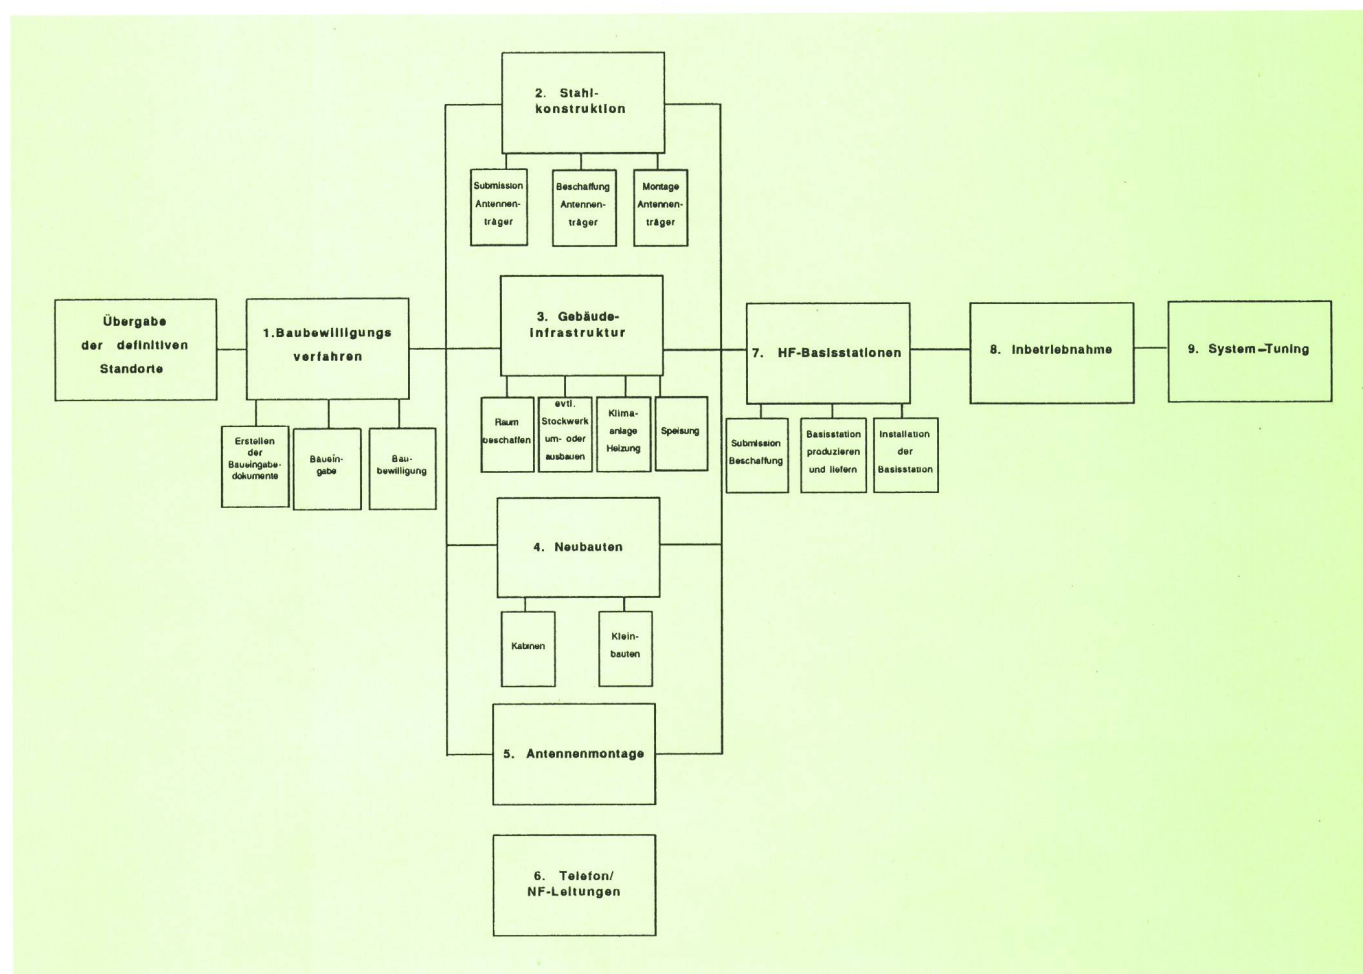 Übergabe
der definitiven
Standorte
1.Baubewilligungs
verfahren
Erstellen
der
Baueingabe-
dokumente
Bauein-
gabe
Bau-
bewilligung
2. Stahl-
konstruktion
Submission
Antennen-
träger
Beschaffung
Antennen-
träger
Montage
Antennen-
träger
3. Gebäude-
infrastruktur
Raum
beschaffen
evtl.
Stockwerk
um- oder
ausbauen
Klima-
anlage
Heizung
Speisung
4. Neubauten
Kabinen
Klein-
bauten
5. Antennenmontage
6. Telefon/
NF-Leitungen
7. HF-Basisstationen
Submission
Beschaffung
Basisstation
produzieren
und liefern
Installation
der
Basisstation
8. Inbetriebnahme
9. System-Tuning